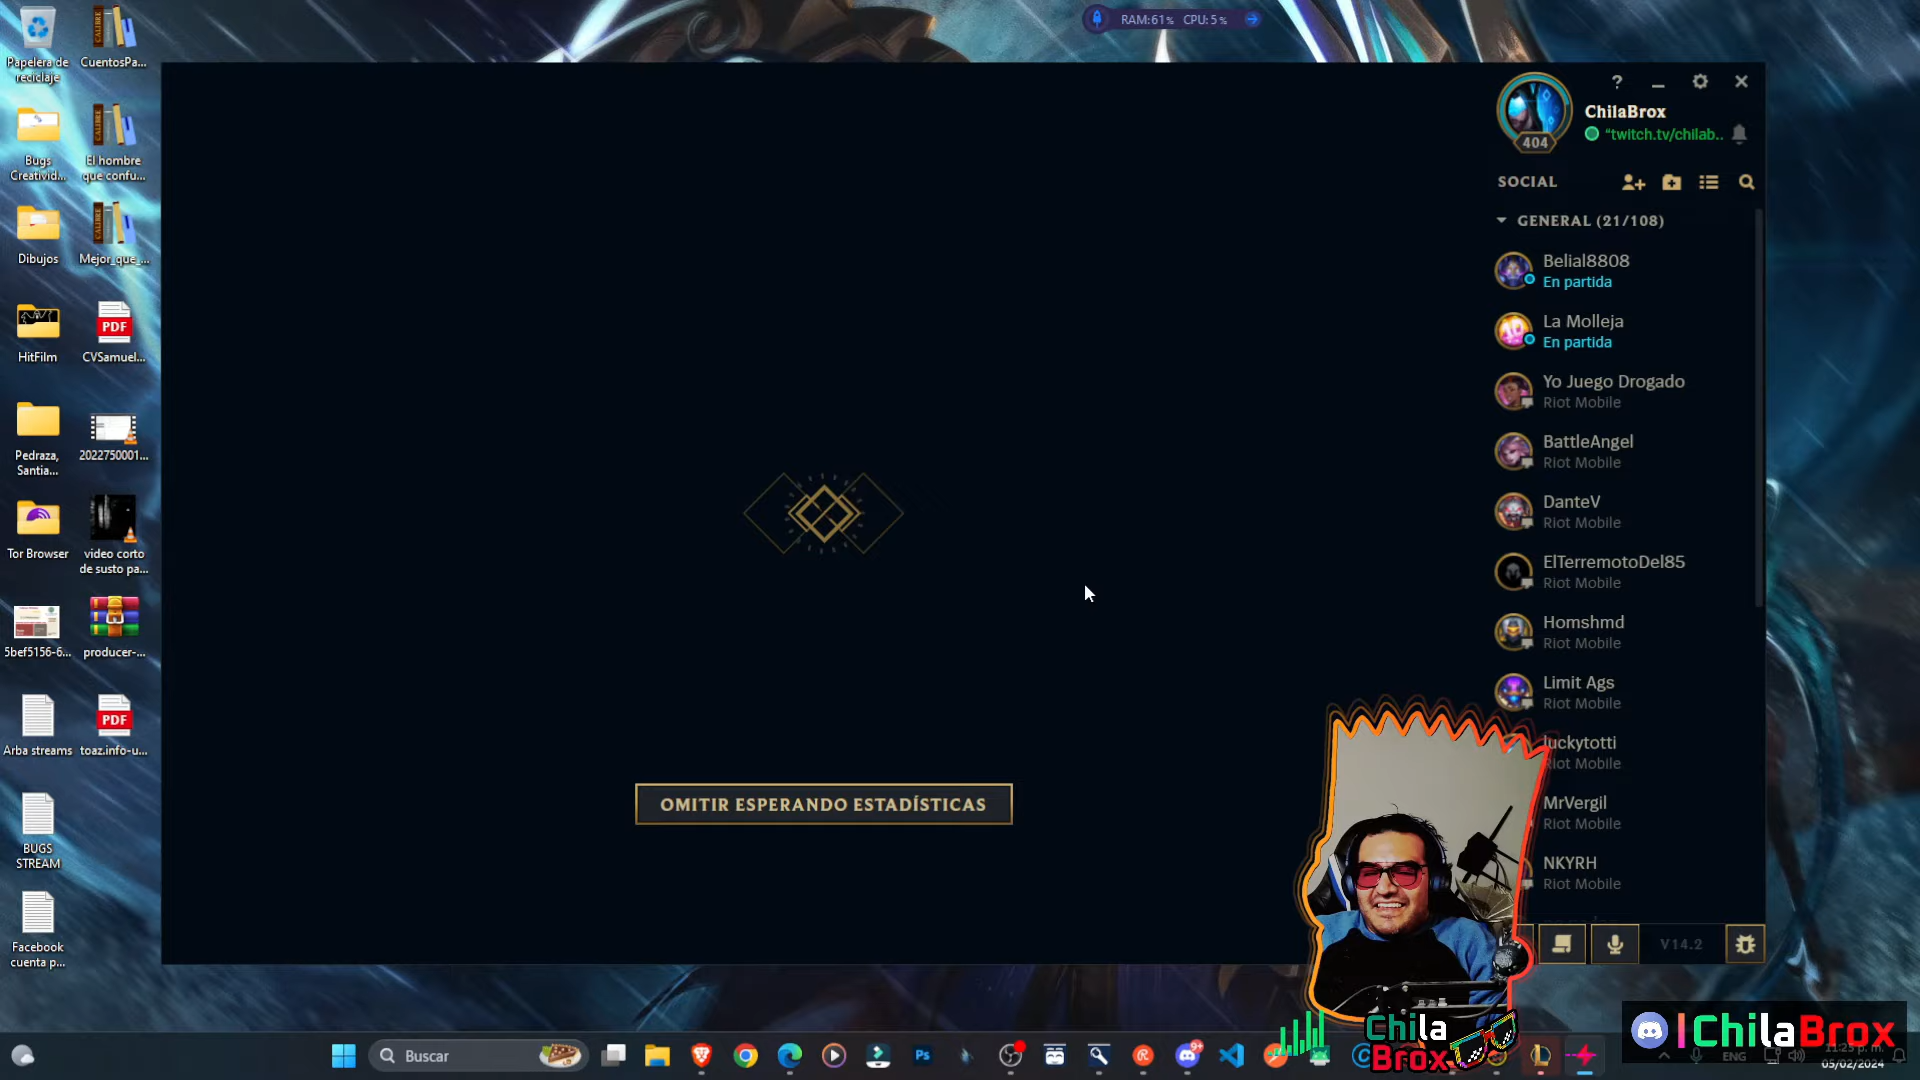 RAM:61% CPU:5%
Papelera de
reciclaje
CuentosPa...
Bugs
Creativid...
El hombre
que confu...
Dibujos
Mejor_que_...
HitFilm
PDF
CVSamuel...
Pedraza,
Santia...
2022750001...
Tor Browser
video corto
de susto pa...
5bef5156-6...
producer-...
Arba streams
PDF
toaz.info-u...
BUGS
STREAM
Facebook
cuenta p...
OMITIR ESPERANDO ESTADÍSTICAS
?
404
ChilaBrox
"twitch.tv/chilab..
SOCIAL
GENERAL (21/108)
Belial8808
En partida
La Molleja
En partida
Yo Juego Drogado
Riot Mobile
BattleAngel
Riot Mobile
DanteV
Riot Mobile
ElTerremotoDel85
Riot Mobile
Homshmd
Riot Mobile
Limit Ags
Riot Mobile
luckytotti
Riot Mobile
MrVergil
Riot Mobile
NKYRH
Riot Mobile
V14.2
Buscar
Ps
Chila
Brox
|ChilaBrox
ENG
11:23 p. m.
05/02/2024